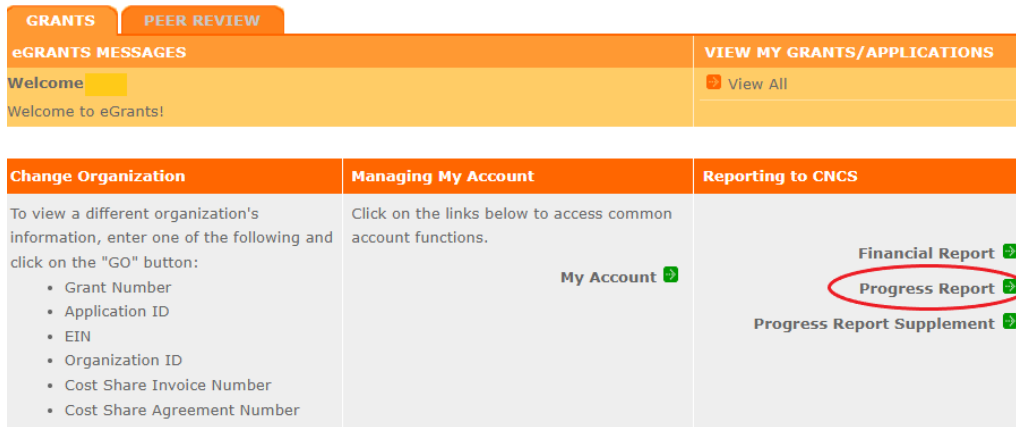 GRANTS
PEER REVIEW
eGRANTS MESSAGES
VIEW MY GRANTS/APPLICATIONS
Welcome
View All
Welcome to eGrants!
Change Organization
To view a different organization's
information, enter one of the following and
click on the "GO" button:
• Grant Number
• Application ID
• EIN
• Organization ID
• Cost Share Invoice Number
• Cost Share Agreement Number
Managing My Account
Click on the links below to access common
account functions.
My Account
Reporting to CNCS
Financial Report
Progress Report
Progress Report Supplement